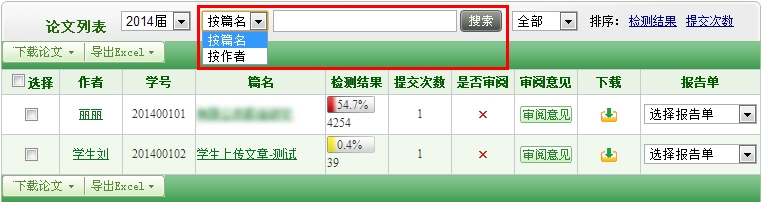 论文列表 2014届 按篇名 搜索 全部 排序： 检测结果 提交次数
按篇名
按作者
下载论文 导出Excel
选择 作者 学号 篇名 检测结果 提交次数 是否审阅 审阅意见 下载 报告单
丽丽 201400101 54.7% 4254 1 审阅意见 选择报告单
学生刘 201400102 学生上传文章-测试 0.4% 39 1 审阅意见 选择报告单
下载论文 导出Excel